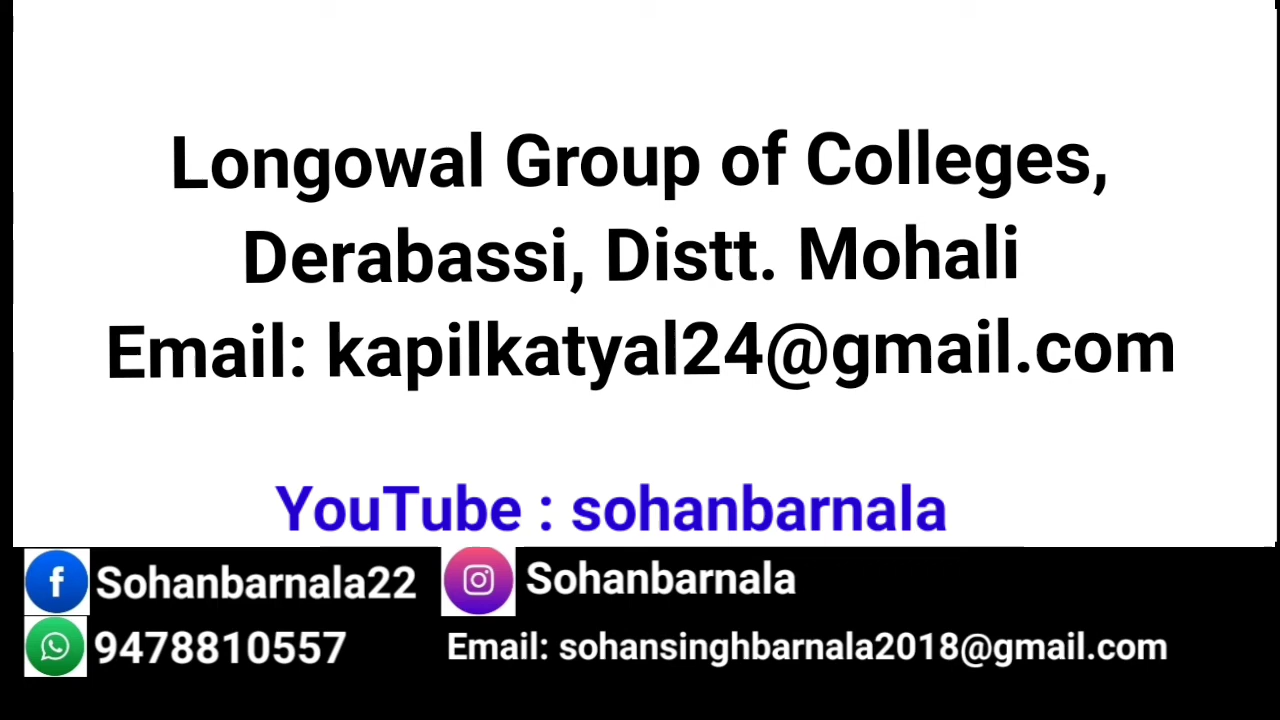 Longowal Group of Colleges,
Derabassi, Distt. Mohali
Email: kapilkatyal24@gmail.com
YouTube : sohanbarnala
Sohanbarnala22
Sohanbarnala
9478810557
Email: sohansinghbarnala2018@gmail.com